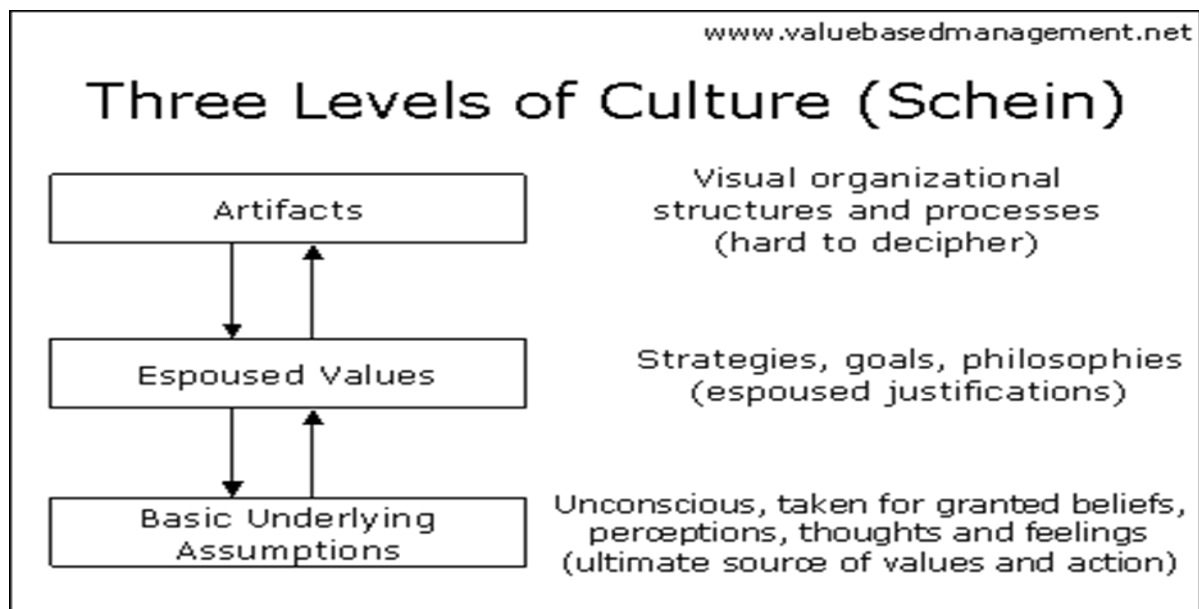 www.valuebasedmanagement.net
Three Levels of Culture (Schein)
Artifacts
Visual organizational
structures and processes
(hard to decipher)
Espoused Values
Strategies, goals, philosophies
(espoused justifications)
Basic Underlying
Assumptions
Unconscious, taken for granted beliefs,
perceptions, thoughts and feelings
(ultimate source of values and action)